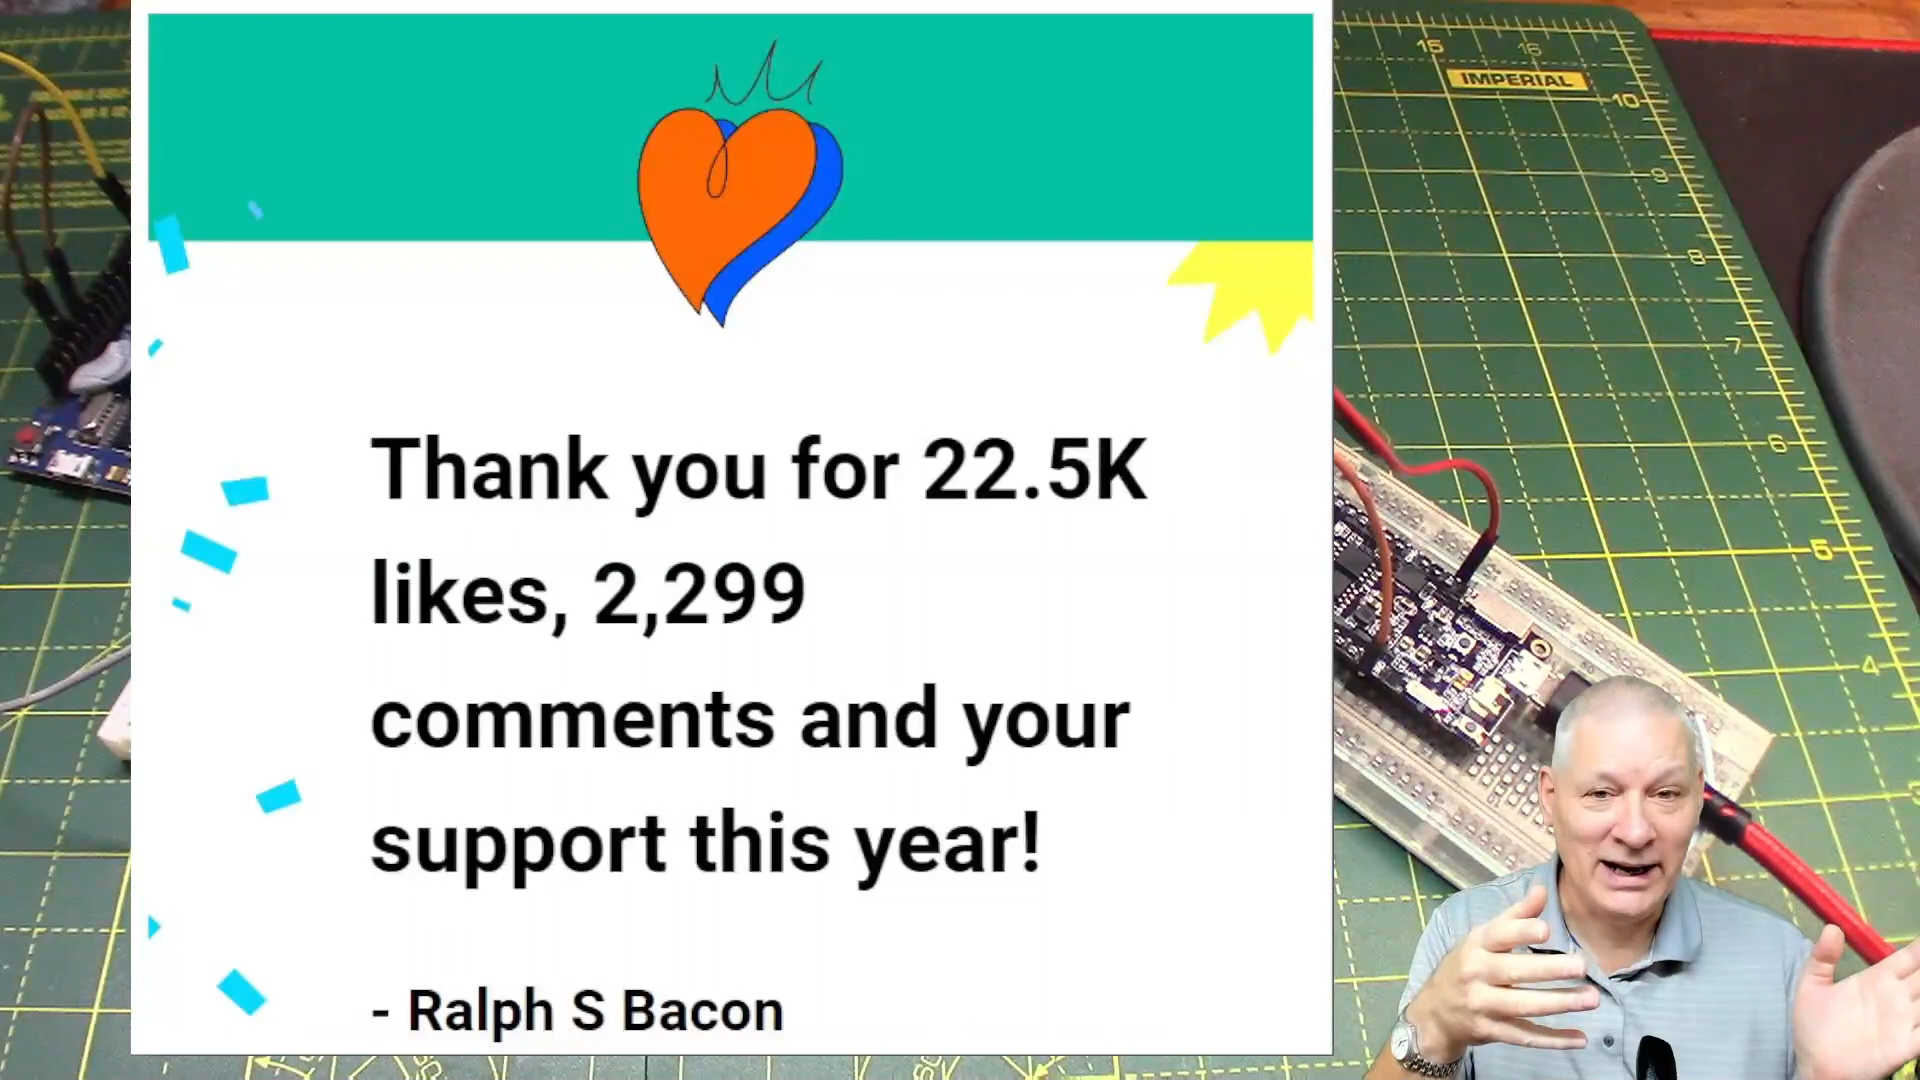 Thank you for 22.5K
likes, 2,299
comments and your
support this year!
- Ralph S Bacon
15
16
IMPERIAL
10
9
8
7
6
5
4